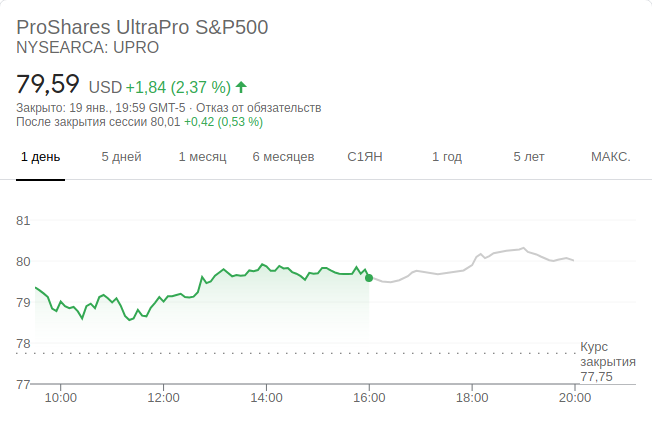 ProShares UltraPro S&P500
NYSEARCA: UPRO
79,59 USD +1,84 (2,37 %)
Закрыто: 19 янв., 19:59 GMT-5 · Отказ от обязательств
После закрытия сессии 80,01 +0,42 (0,53 %)
1 день 5 дней 1 месяц 6 месяцев С1ЯН 1 год 5 лет МАКС.
81
80
79
78
Курс
закрытия
77,75
77
10:00 12:00 14:00 16:00 18:00 20:00